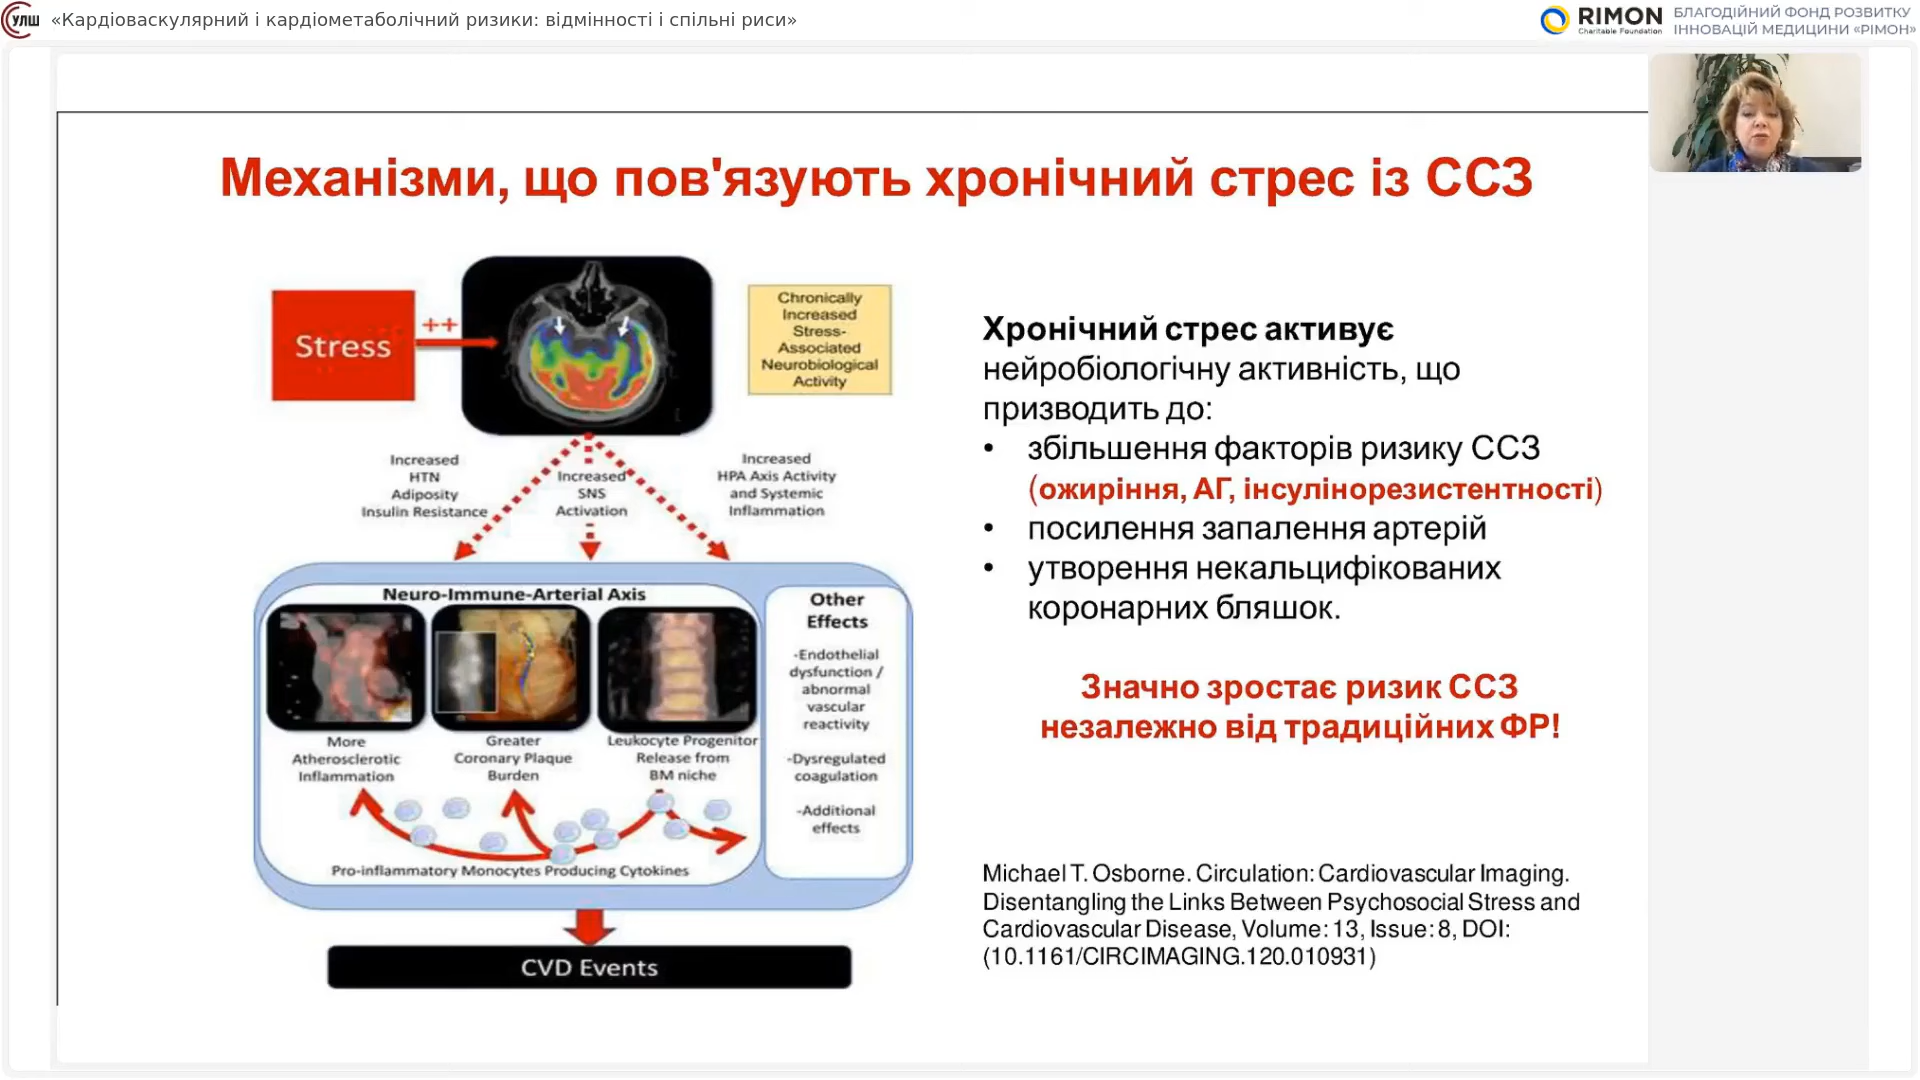 УЛШ
«Кардіоваскулярний і кардіометаболічний ризики: відмінності і спільні риси»
RIMON
Charitable Foundation
БЛАГОДІЙНИЙ ФОНД РОЗВИТКУ
ІННОВАЦІЙ МЕДИЦИНИ «РІМОН»
Механізми, що пов'язують хронічний стрес із ССЗ
Stress
++
Chronically
Increased
Stress-
Associated
Neurobiological
Activity
Increased
HTN
Adiposity
Insulin Resistance
Increased
SNS
Activation
Increased
HPA Axis Activity
and Systemic
Inflammation
Neuro-Immune-Arterial Axis
More
Atherosclerotic
Inflammation
Greater
Coronary Plaque
Burden
Leukocyte Progenitor
Release from
BM niche
Pro-inflammatory Monocytes Producing Cytokines
Other
Effects
-Endothelial
dysfunction /
abnormal
vascular
reactivity
-Dysregulated
coagulation
-Additional
effects
CVD Events
Хронічний стрес активує
нейробіологічну активність, що
призводить до:
• збільшення факторів ризику ССЗ
(ожиріння, АГ, інсулінорезистентності)
• посилення запалення артерій
• утворення некальцифікованих
коронарних бляшок.
Значно зростає ризик ССЗ
незалежно від традиційних ФР!
Michael T. Osborne. Circulation: Cardiovascular Imaging.
Disentangling the Links Between Psychosocial Stress and
Cardiovascular Disease, Volume: 13, Issue: 8, DOI:
(10.1161/CIRCIMAGING.120.010931)